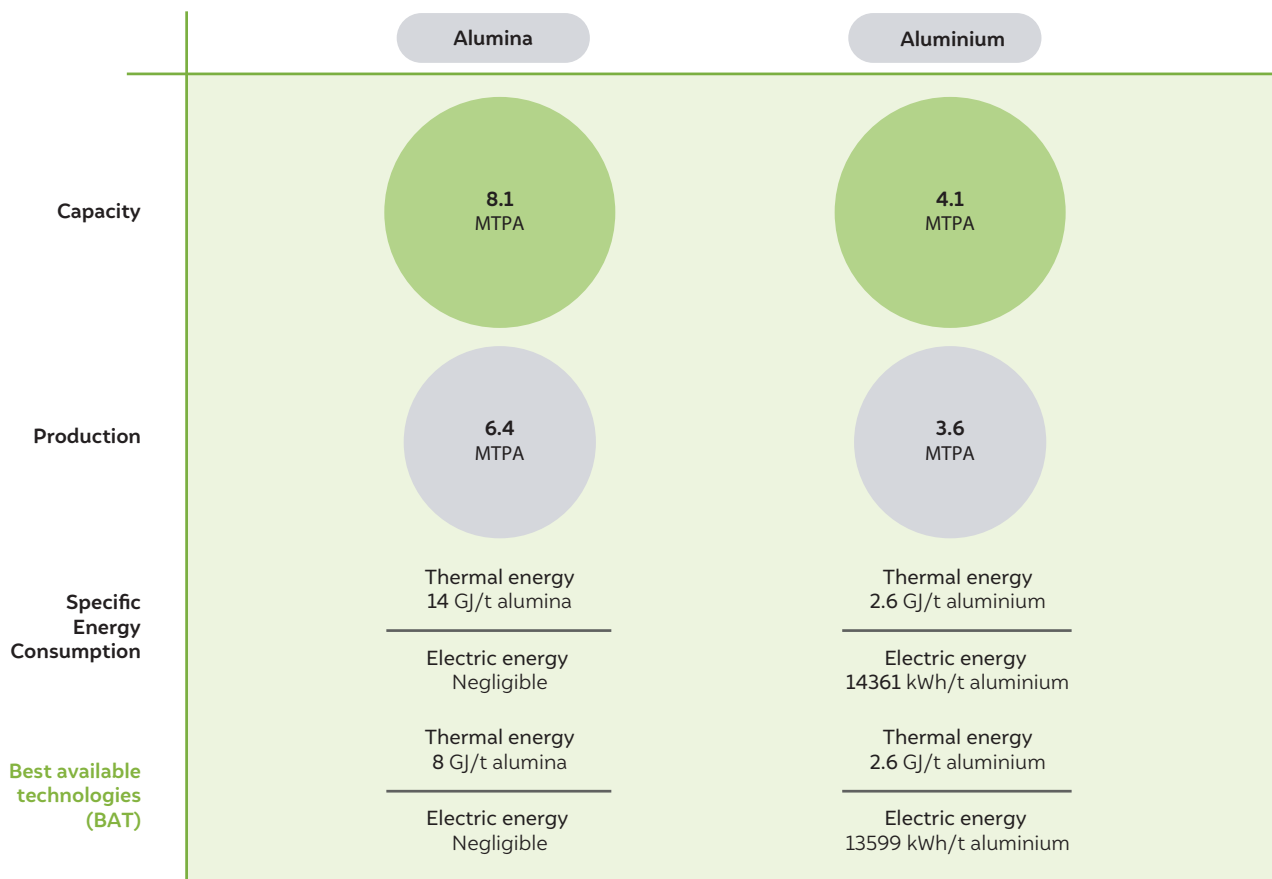 Alumina
Aluminium
Capacity
8.1
MTPA
4.1
MTPA
Production
6.4
MTPA
3.6
MTPA
Specific
Energy
Consumption
Thermal energy
14 GJ/t alumina
Electric energy
Negligible
Thermal energy
2.6 GJ/t aluminium
Electric energy
14361 kWh/t aluminium
Best available
technologies
(BAT)
Thermal energy
8 GJ/t alumina
Electric energy
Negligible
Thermal energy
2.6 GJ/t aluminium
Electric energy
13599 kWh/t aluminium